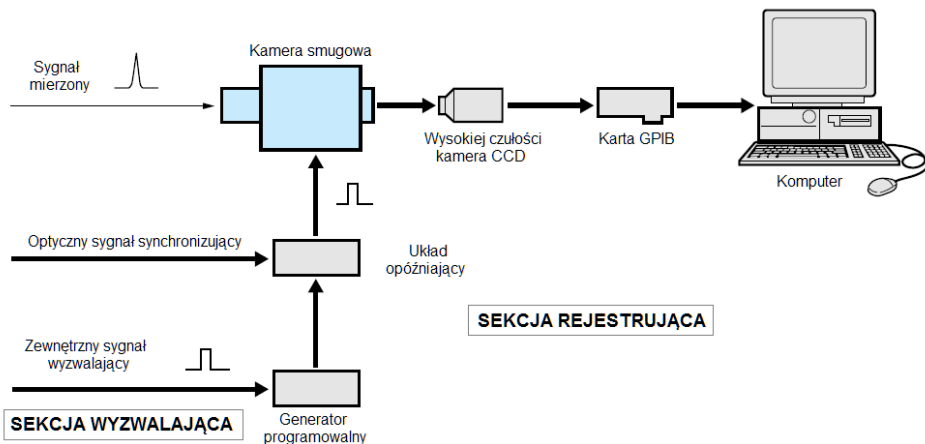 Kamera smugowa
Sygnał
mierzony
Wysokiej czułości
kamera CCD
Karta GPIB
Komputer
Optyczny sygnał synchronizujący
Układ
opóźniający
SEKCJA REJESTRUJĄCA
Zewnętrzny sygnał
wyzwalający
SEKCJA WYZWALAJĄCA
Generator
programowalny